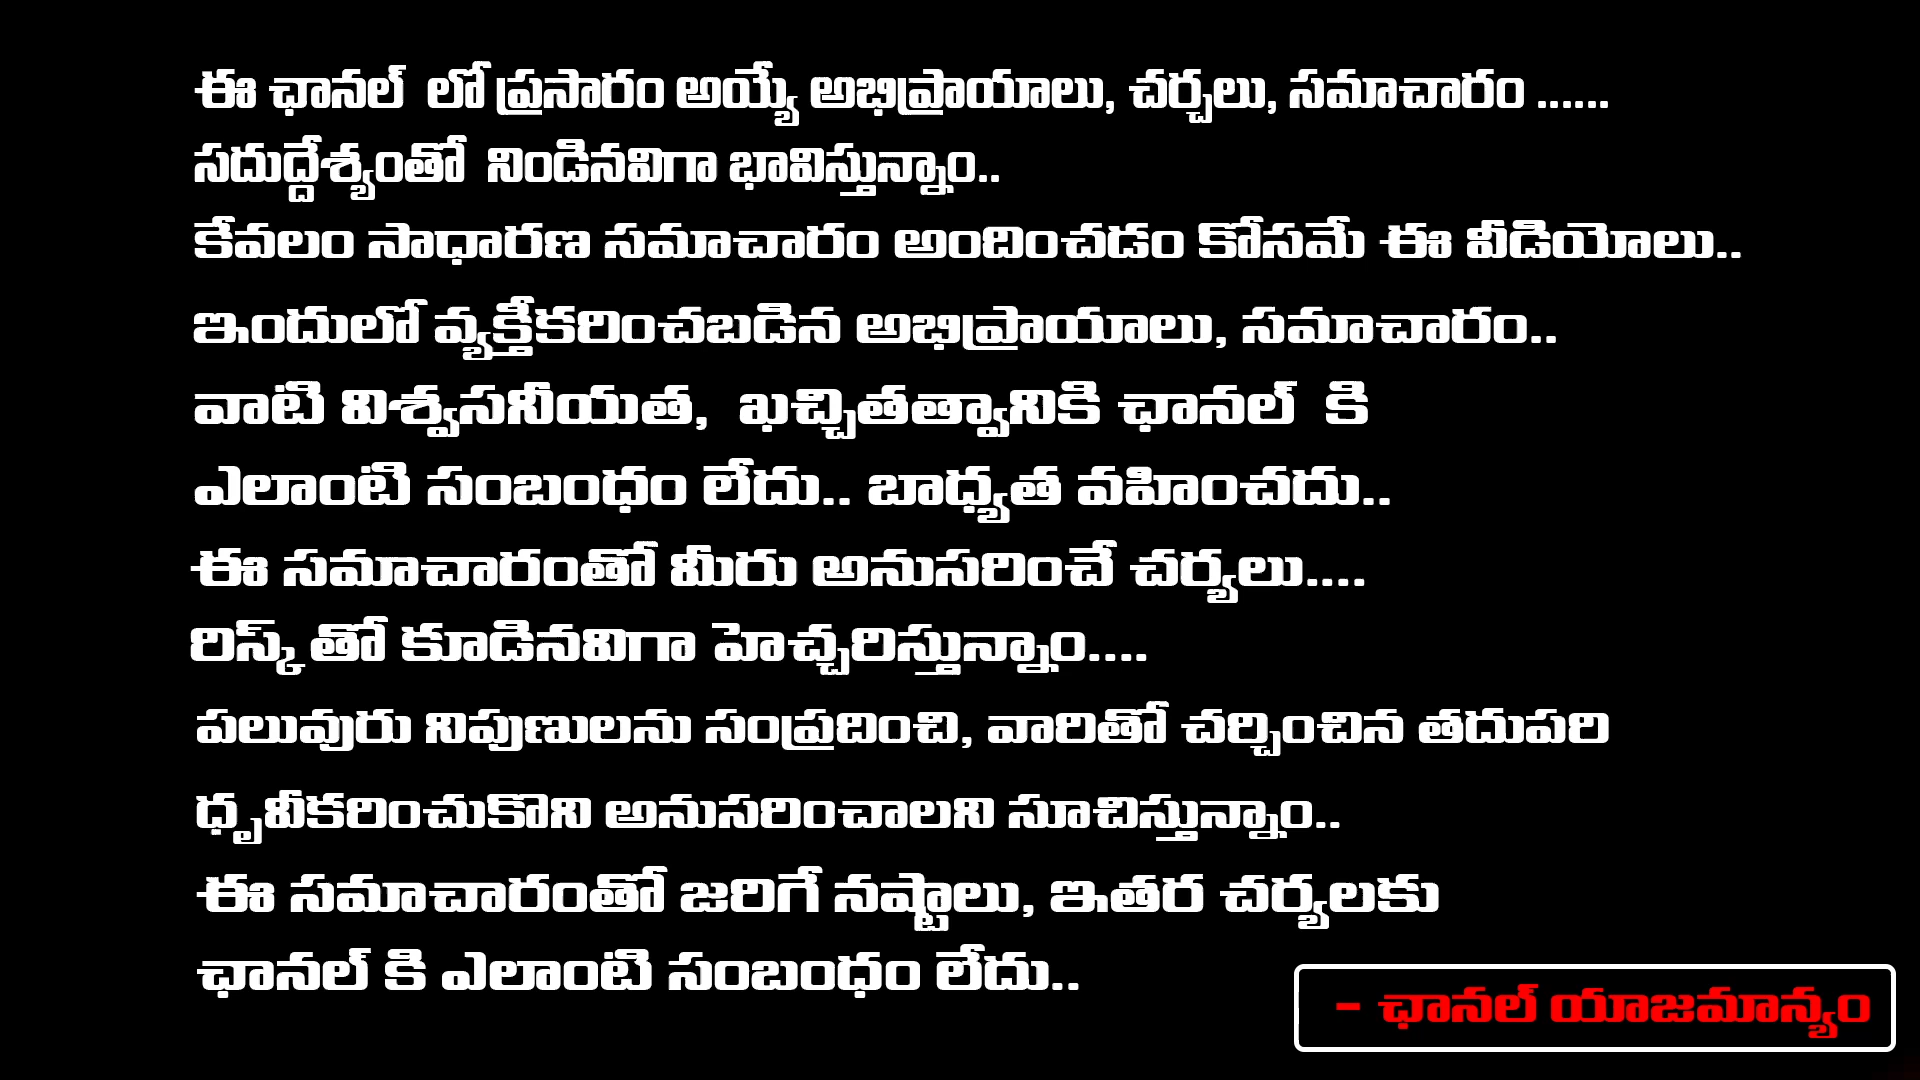 ఈ ఛానల్ లో ప్రసారం అయ్యే అభిప్రాయాలు, చర్చలు, సమాచారం ......
సదుద్దేశ్యంతో నిండినవిగా భావిస్తున్నాం..
కేవలం సాధారణ సమాచారం అందించడం కోసమే ఈ వీడియోలు..
ఇందులో వ్యక్తీకరించబడిన అభిప్రాయాలు, సమాచారం..
వాటి విశ్వసనీయత, ఖచ్చితత్వానికి ఛానల్ కి
ఎలాంటి సంబంధం లేదు.. బాధ్యత వహించదు..
ఈ సమాచారంతో మీరు అనుసరించే చర్యలు....
రిస్క్ తో కూడినవిగా హెచ్చరిస్తున్నాం....
పలువురు నిపుణులను సంప్రదించి, వారితో చర్చించిన తదుపరి
ధృవీకరించుకొని అనుసరించాలని సూచిస్తున్నాం..
ఈ సమాచారంతో జరిగే నష్టాలు, ఇతర చర్యలకు
ఛానల్ కి ఎలాంటి సంబంధం లేదు..
- ఛానల్ యాజమాన్యం